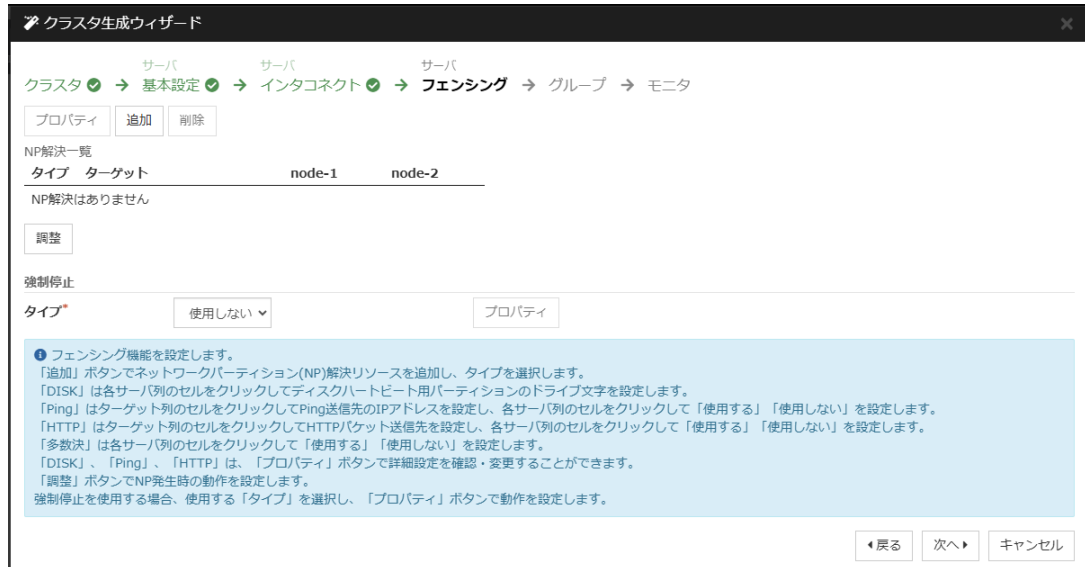 クラスタ生成ウィザード
サーバ サーバ サーバ
クラスタ → 基本設定 → インタコネクト → フェンシング → グループ → モニタ
プロパティ 追加 削除
NP解決一覧
タイプ ターゲット node-1 node-2
NP解決はありません
調整
強制停止
タイプ* 使用しない プロパティ
フェンシング機能を設定します。
「追加」ボタンでネットワークパーティション(NP)解決リソースを追加し、タイプを選択します。
「DISK」は各サーバ列のセルをクリックしてディスクハートビート用パーティションのドライブ文字を設定します。
「Ping」はターゲット列のセルをクリックしてPing送信先のIPアドレスを設定し、各サーバ列のセルをクリックして「使用する」「使用しない」を設定します。
「HTTP」はターゲット列のセルをクリックしてHTTPパケット送信先を設定し、各サーバ列のセルをクリックして「使用する」「使用しない」を設定します。
「多数決」は各サーバ列のセルをクリックして「使用する」「使用しない」を設定します。
「DISK」、「Ping」、「HTTP」は、「プロパティ」ボタンで詳細設定を確認・変更することができます。
「調整」ボタンでNP発生時の動作を設定します。
強制停止を使用する場合、使用する「タイプ」を選択し、「プロパティ」ボタンで動作を設定します。
戻る 次へ キャンセル